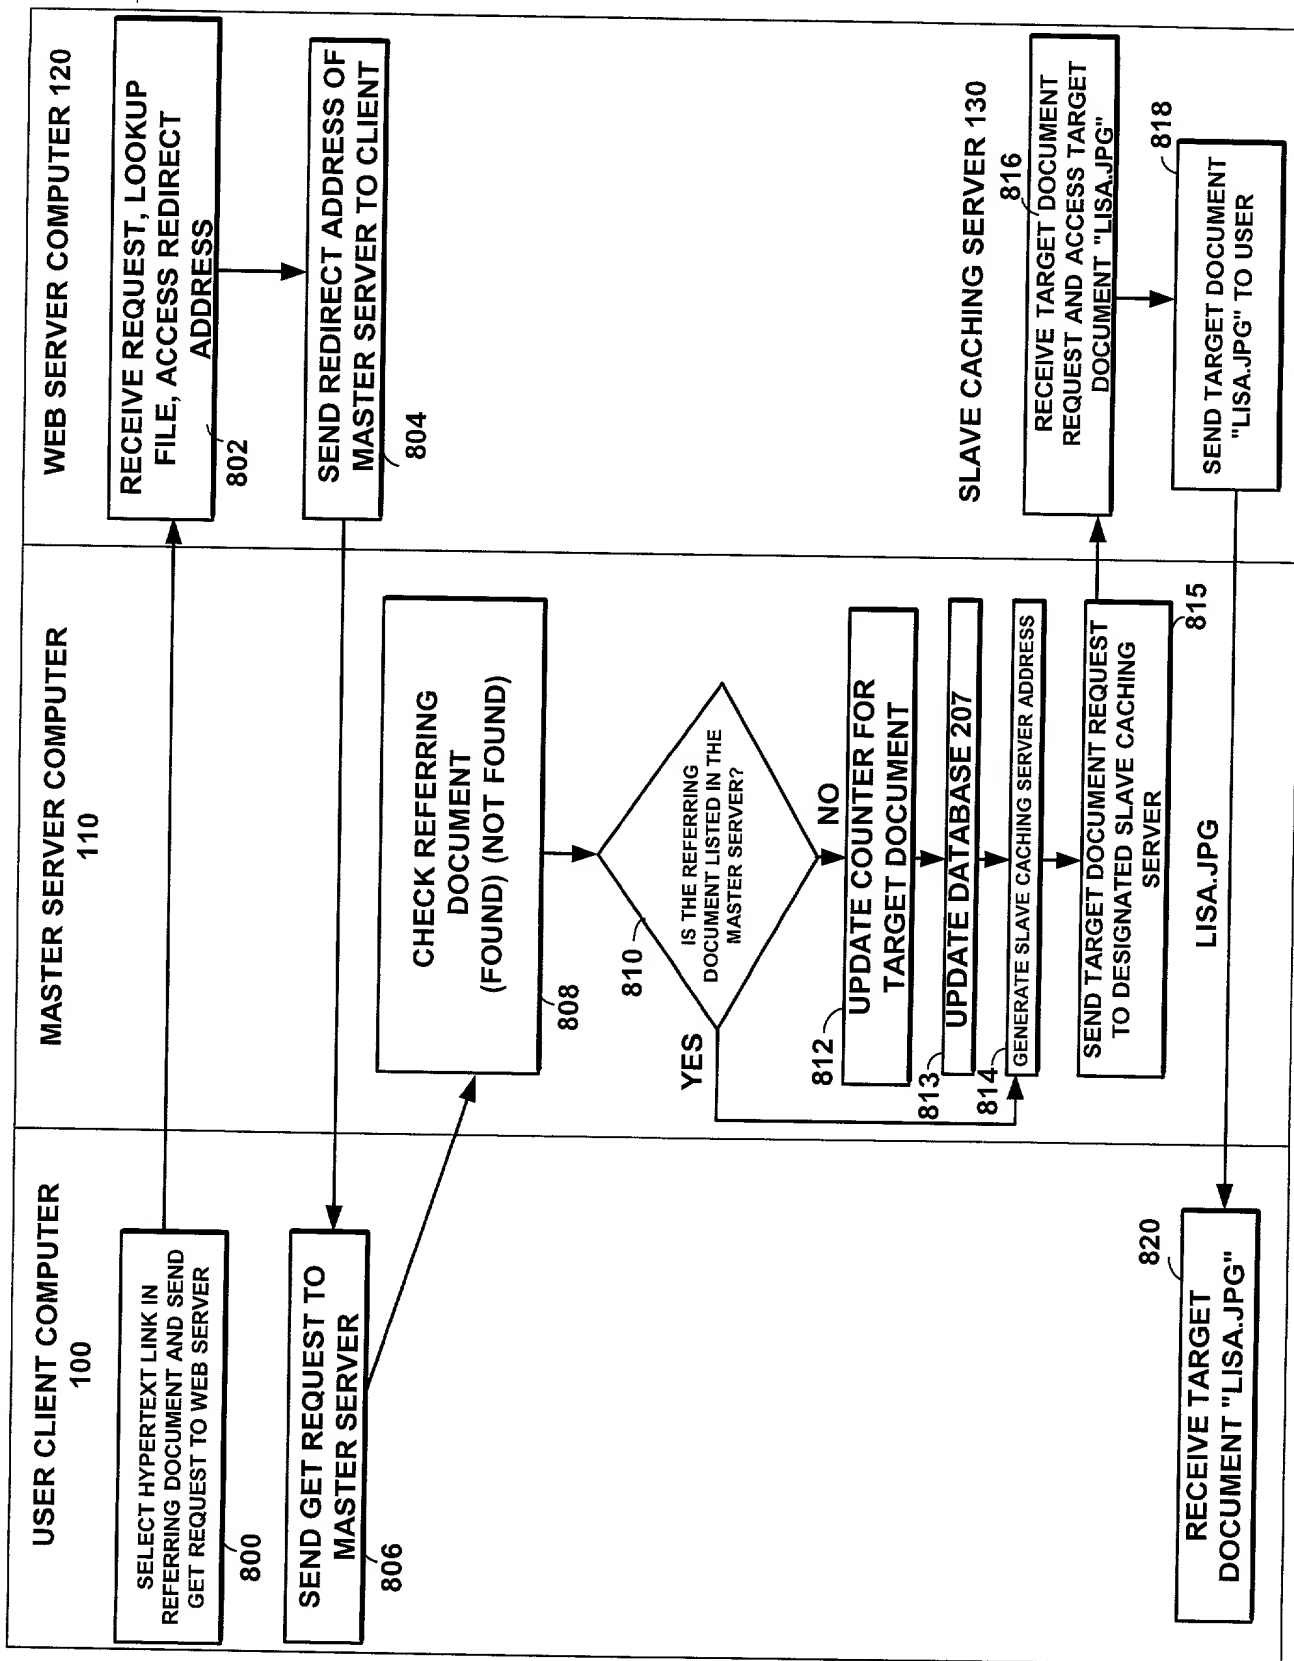 USER CLIENT COMPUTER
100
MASTER SERVER COMPUTER
110
WEB SERVER COMPUTER 120
SELECT HYPERTEXT LINK IN
REFERRING DOCUMENT AND SEND
GET REQUEST TO WEB SERVER
800
RECEIVE REQUEST, LOOKUP
FILE, ACCESS REDIRECT
ADDRESS
802
SEND REDIRECT ADDRESS OF
MASTER SERVER TO CLIENT
804
SEND GET REQUEST TO
MASTER SERVER
806
CHECK REFERRING
DOCUMENT
(FOUND) (NOT FOUND)
808
IS THE REFERRING
DOCUMENT LISTED IN THE
MASTER SERVER?
810
YES
NO
UPDATE COUNTER FOR
TARGET DOCUMENT
812
UPDATE DATABASE 207
813
GENERATE SLAVE CACHING SERVER ADDRESS
814
SEND TARGET DOCUMENT REQUEST
TO DESIGNATED SLAVE CACHING
SERVER
815
SLAVE CACHING SERVER 130
816
RECEIVE TARGET DOCUMENT
REQUEST AND ACCESS TARGET
DOCUMENT "LISA.JPG"
818
SEND TARGET DOCUMENT
"LISA.JPG" TO USER
LISA.JPG
820
RECEIVE TARGET
DOCUMENT "LISA.JPG"